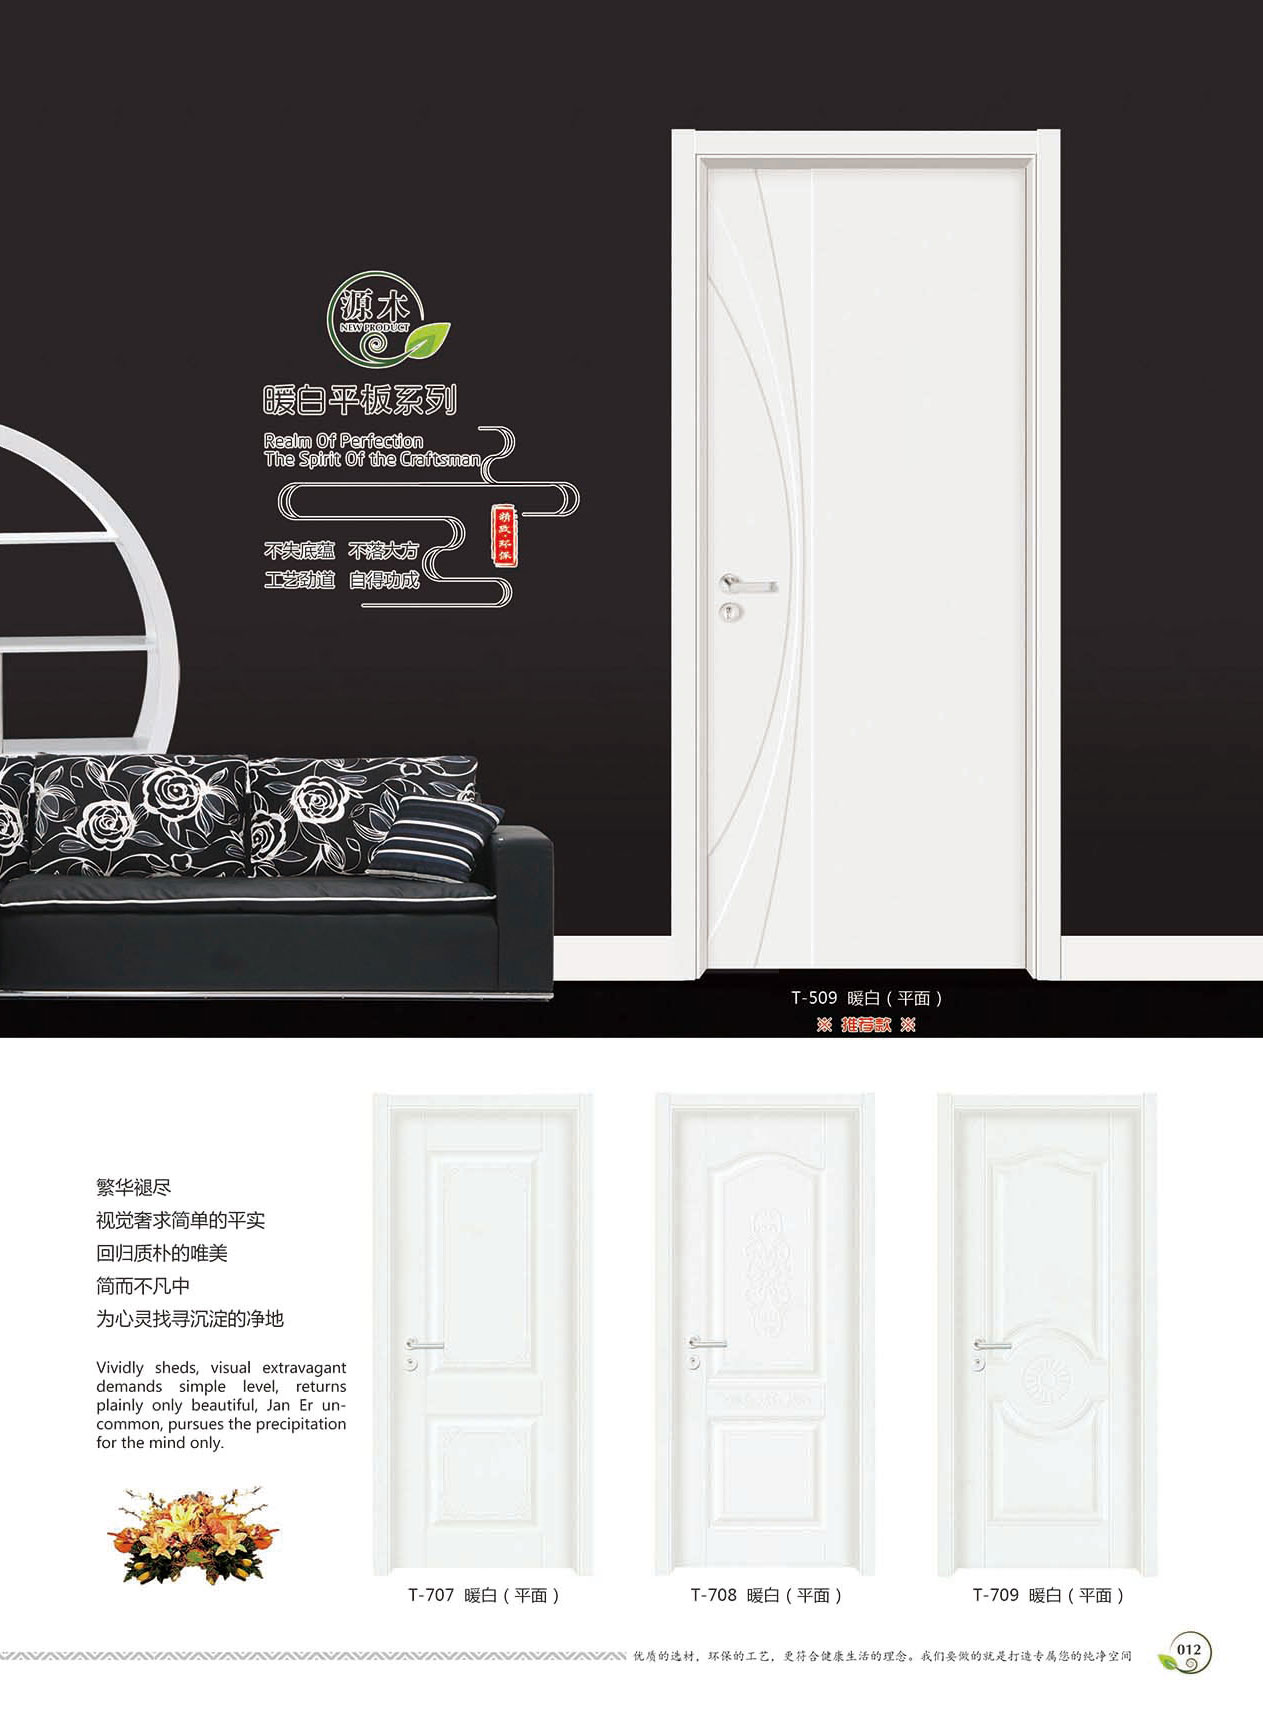 源木
NEW PRODUCT
暖白平板系列
Realm Of Perfection
The Spirit Of the Craftsman
精致·环保
不失底蕴 不落大方
工艺劲道 自得功成
T-509 暖白（平面）
※ 推荐款 ※
繁华褪尽
视觉奢求简单的平实
回归质朴的唯美
简而不凡中
为心灵找寻沉淀的净地
Vividly sheds, visual extravagant
demands simple level, returns
plainly only beautiful, Jan Er un-
common, pursues the precipitation
for the mind only.
T-707 暖白（平面）
T-708 暖白（平面）
T-709 暖白（平面）
优质的选材，环保的工艺，更符合健康生活的理念。我们要做的就是打造专属您的纯净空间
012